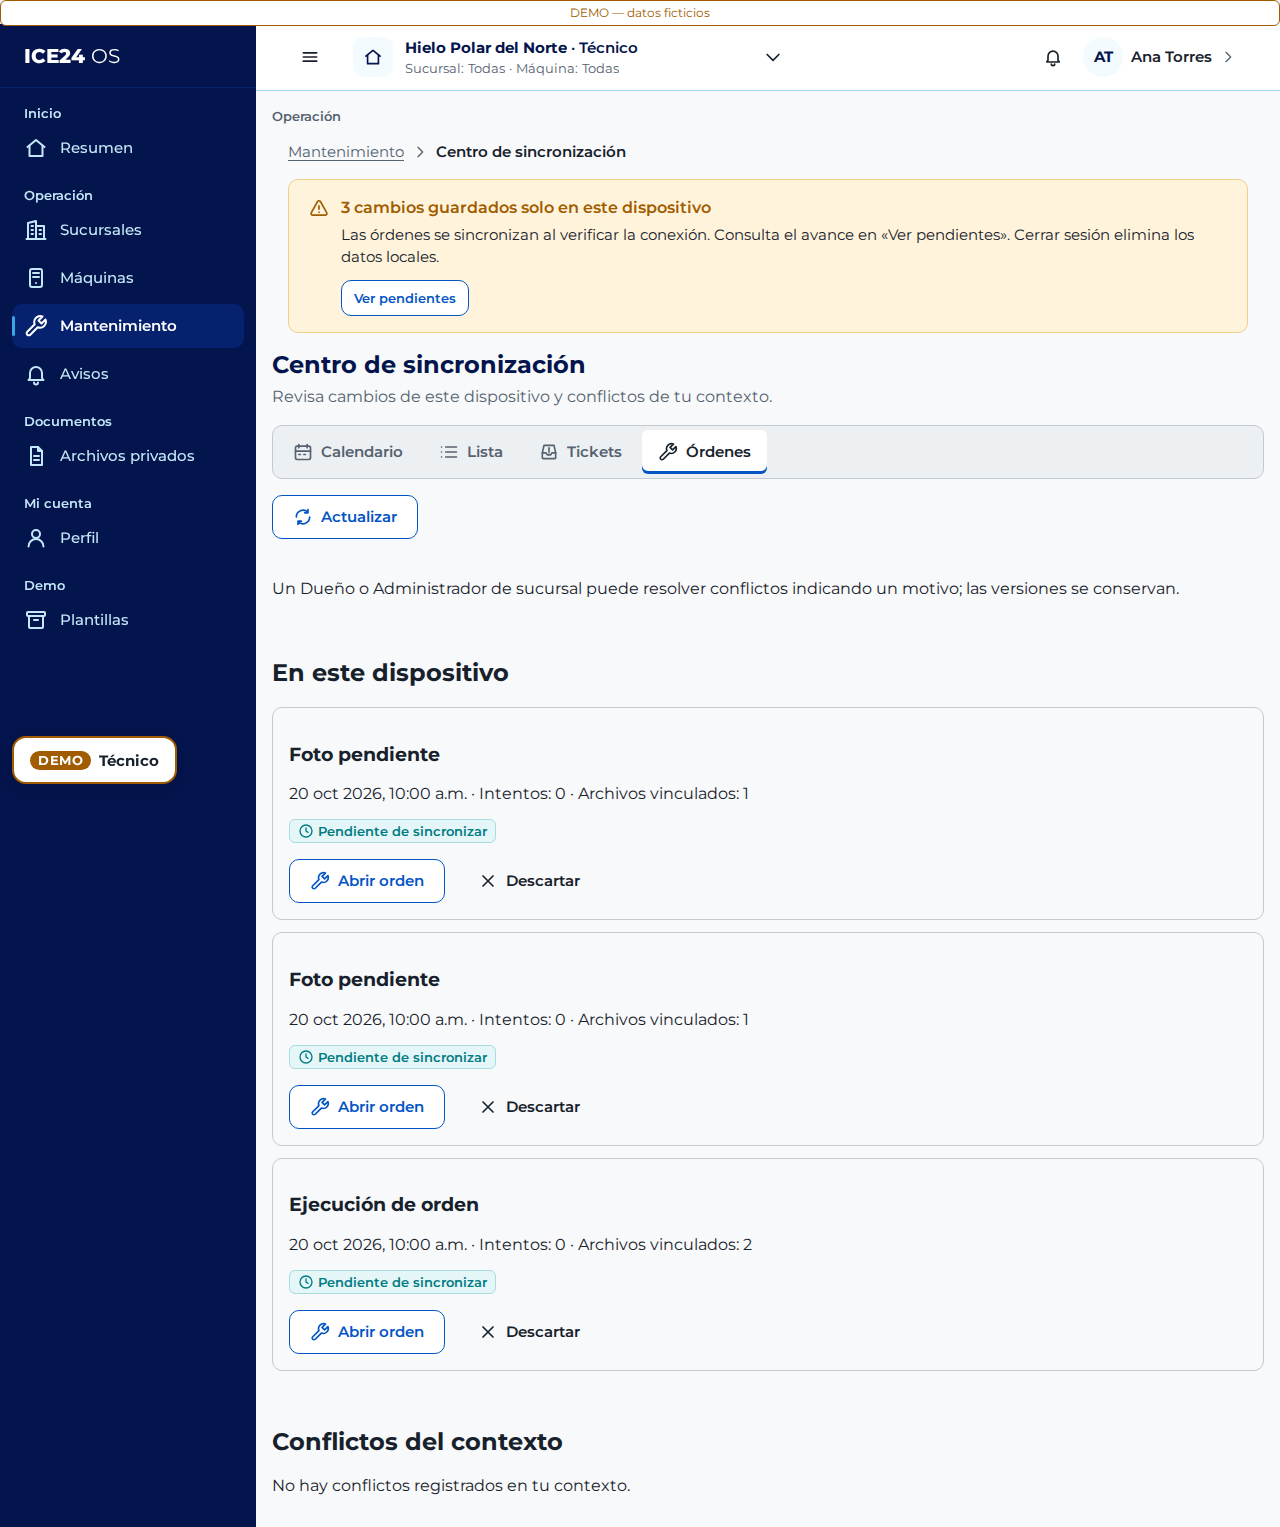 DEMO — datos ficticios
ICE24 OS
Inicio
Resumen
Operación
Sucursales
Máquinas
Mantenimiento
Avisos
Documentos
Archivos privados
Mi cuenta
Perfil
Demo
Plantillas
DEMO Técnico
Hielo Polar del Norte · Técnico
Sucursal: Todas · Máquina: Todas
AT Ana Torres
Operación
Mantenimiento > Centro de sincronización
3 cambios guardados solo en este dispositivo
Las órdenes se sincronizan al verificar la conexión. Consulta el avance en «Ver pendientes». Cerrar sesión elimina los
datos locales.
Ver pendientes
Centro de sincronización
Revisa cambios de este dispositivo y conflictos de tu contexto.
Calendario Lista Tickets Órdenes
Actualizar
Un Dueño o Administrador de sucursal puede resolver conflictos indicando un motivo; las versiones se conservan.
En este dispositivo
Foto pendiente
20 oct 2026, 10:00 a.m. · Intentos: 0 · Archivos vinculados: 1
Pendiente de sincronizar
Abrir orden Descartar
Foto pendiente
20 oct 2026, 10:00 a.m. · Intentos: 0 · Archivos vinculados: 1
Pendiente de sincronizar
Abrir orden Descartar
Ejecución de orden
20 oct 2026, 10:00 a.m. · Intentos: 0 · Archivos vinculados: 2
Pendiente de sincronizar
Abrir orden Descartar
Conflictos del contexto
No hay conflictos registrados en tu contexto.